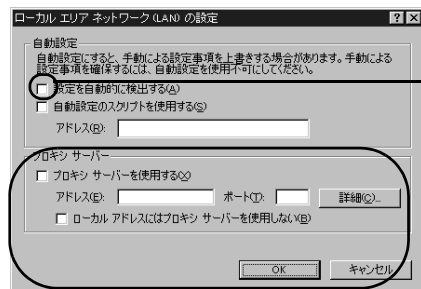 ローカル エリア ネットワーク (LAN) の設定
自動設定
自動設定にすると、手動による設定事項を上書きする場合があります。手動による
設定事項を確保するには、自動設定を使用不可にしてください。
設定を自動的に検出する(A)
自動設定のスクリプトを使用する(S)
アドレス(R):
プロキシ サーバー
プロキシ サーバーを使用する(X)
アドレス(E): ポート(T): 詳細(C)...
ローカル アドレスにはプロキシ サーバーを使用しない(B)
OK キャンセル